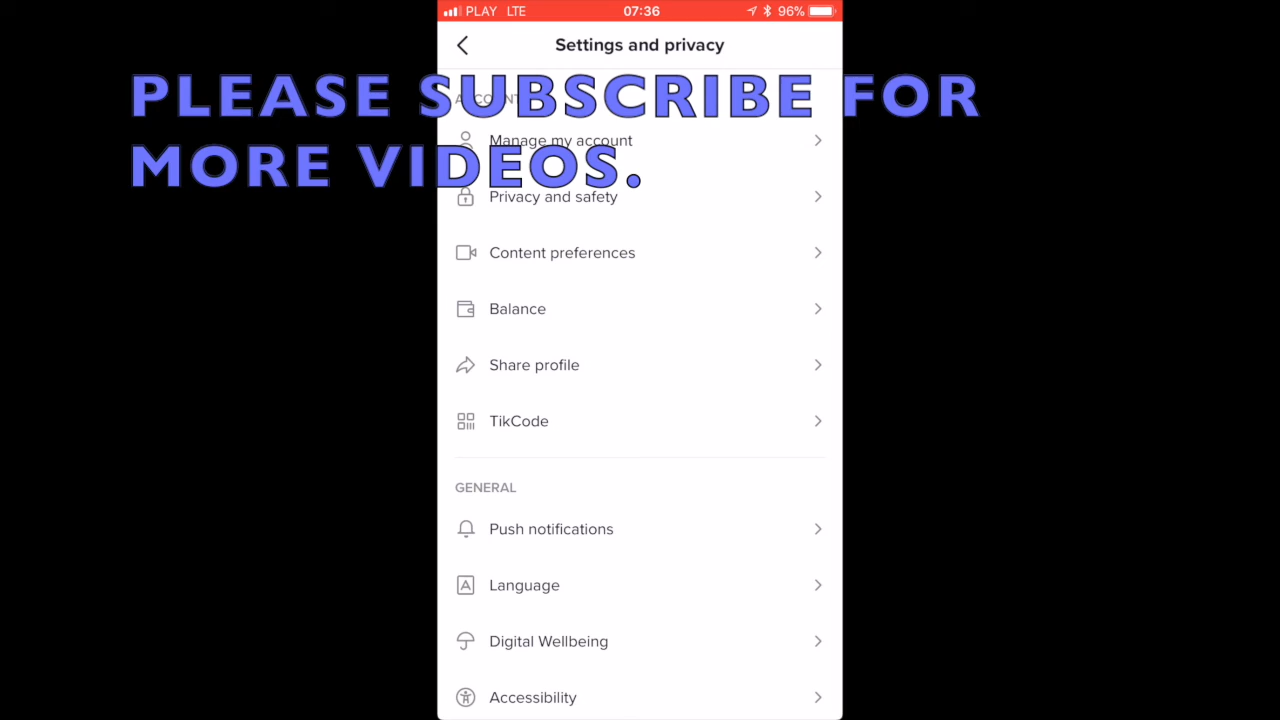 PLAY LTE 07:36 96%
Settings and privacy
PLEASE SUBSCRIBE FOR
MORE VIDEOS.
ACCOUNT
Manage my account
Privacy and safety
Content preferences
Balance
Share profile
TikCode
GENERAL
Push notifications
Language
Digital Wellbeing
Accessibility